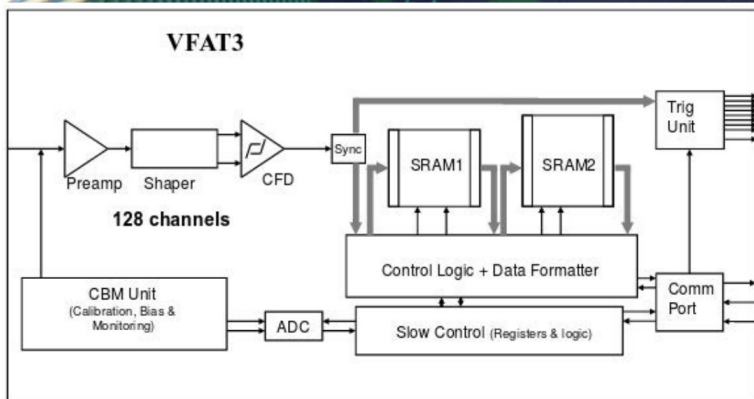 VFAT3
Trig
Unit
Sync
SRAM1
SRAM2
Preamp
Shaper
CFD
128 channels
Control Logic + Data Formatter
CBM Unit
(Calibration, Bias &
Monitoring)
ADC
Slow Control (Registers & logic)
Comm
Port